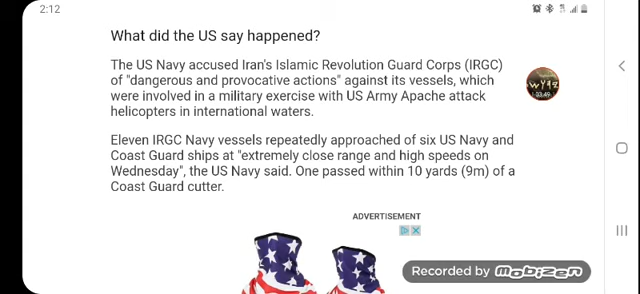 2:12
What did the US say happened?
The US Navy accused Iran's Islamic Revolution Guard Corps (IRGC)
of "dangerous and provocative actions" against its vessels, which
were involved in a military exercise with US Army Apache attack
helicopters in international waters.
03:49
Eleven IRGC Navy vessels repeatedly approached of six US Navy and
Coast Guard ships at "extremely close range and high speeds on
Wednesday", the US Navy said. One passed within 10 yards (9m) of a
Coast Guard cutter.
ADVERTISEMENT
Recorded by mobizen